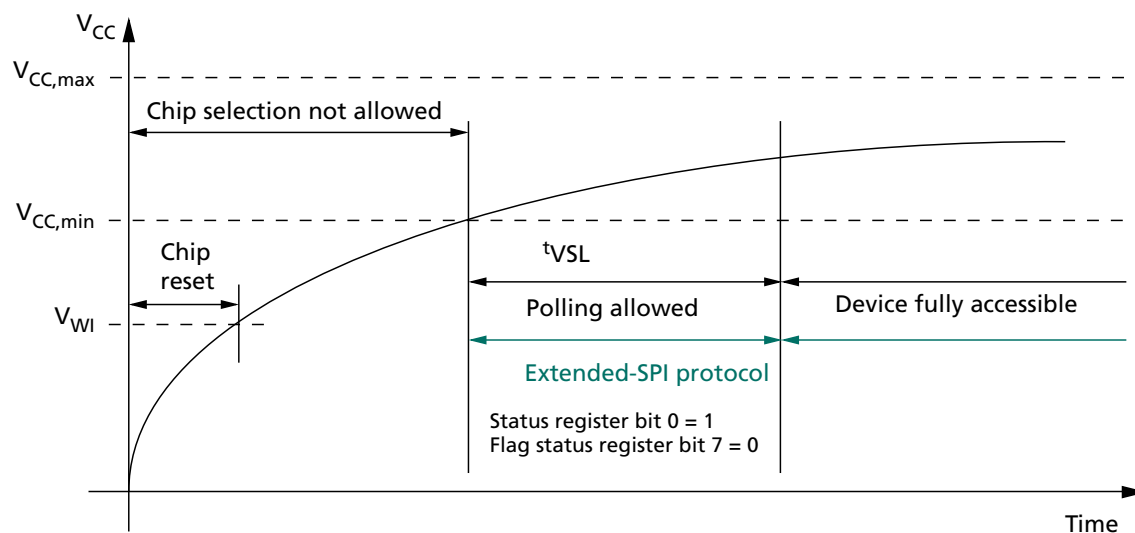 VCC
VCC,max
Chip selection not allowed
VCC,min
Chip
reset
tVSL
VWI
Polling allowed
Device fully accessible
Extended-SPI protocol
Status register bit 0 = 1
Flag status register bit 7 = 0
Time